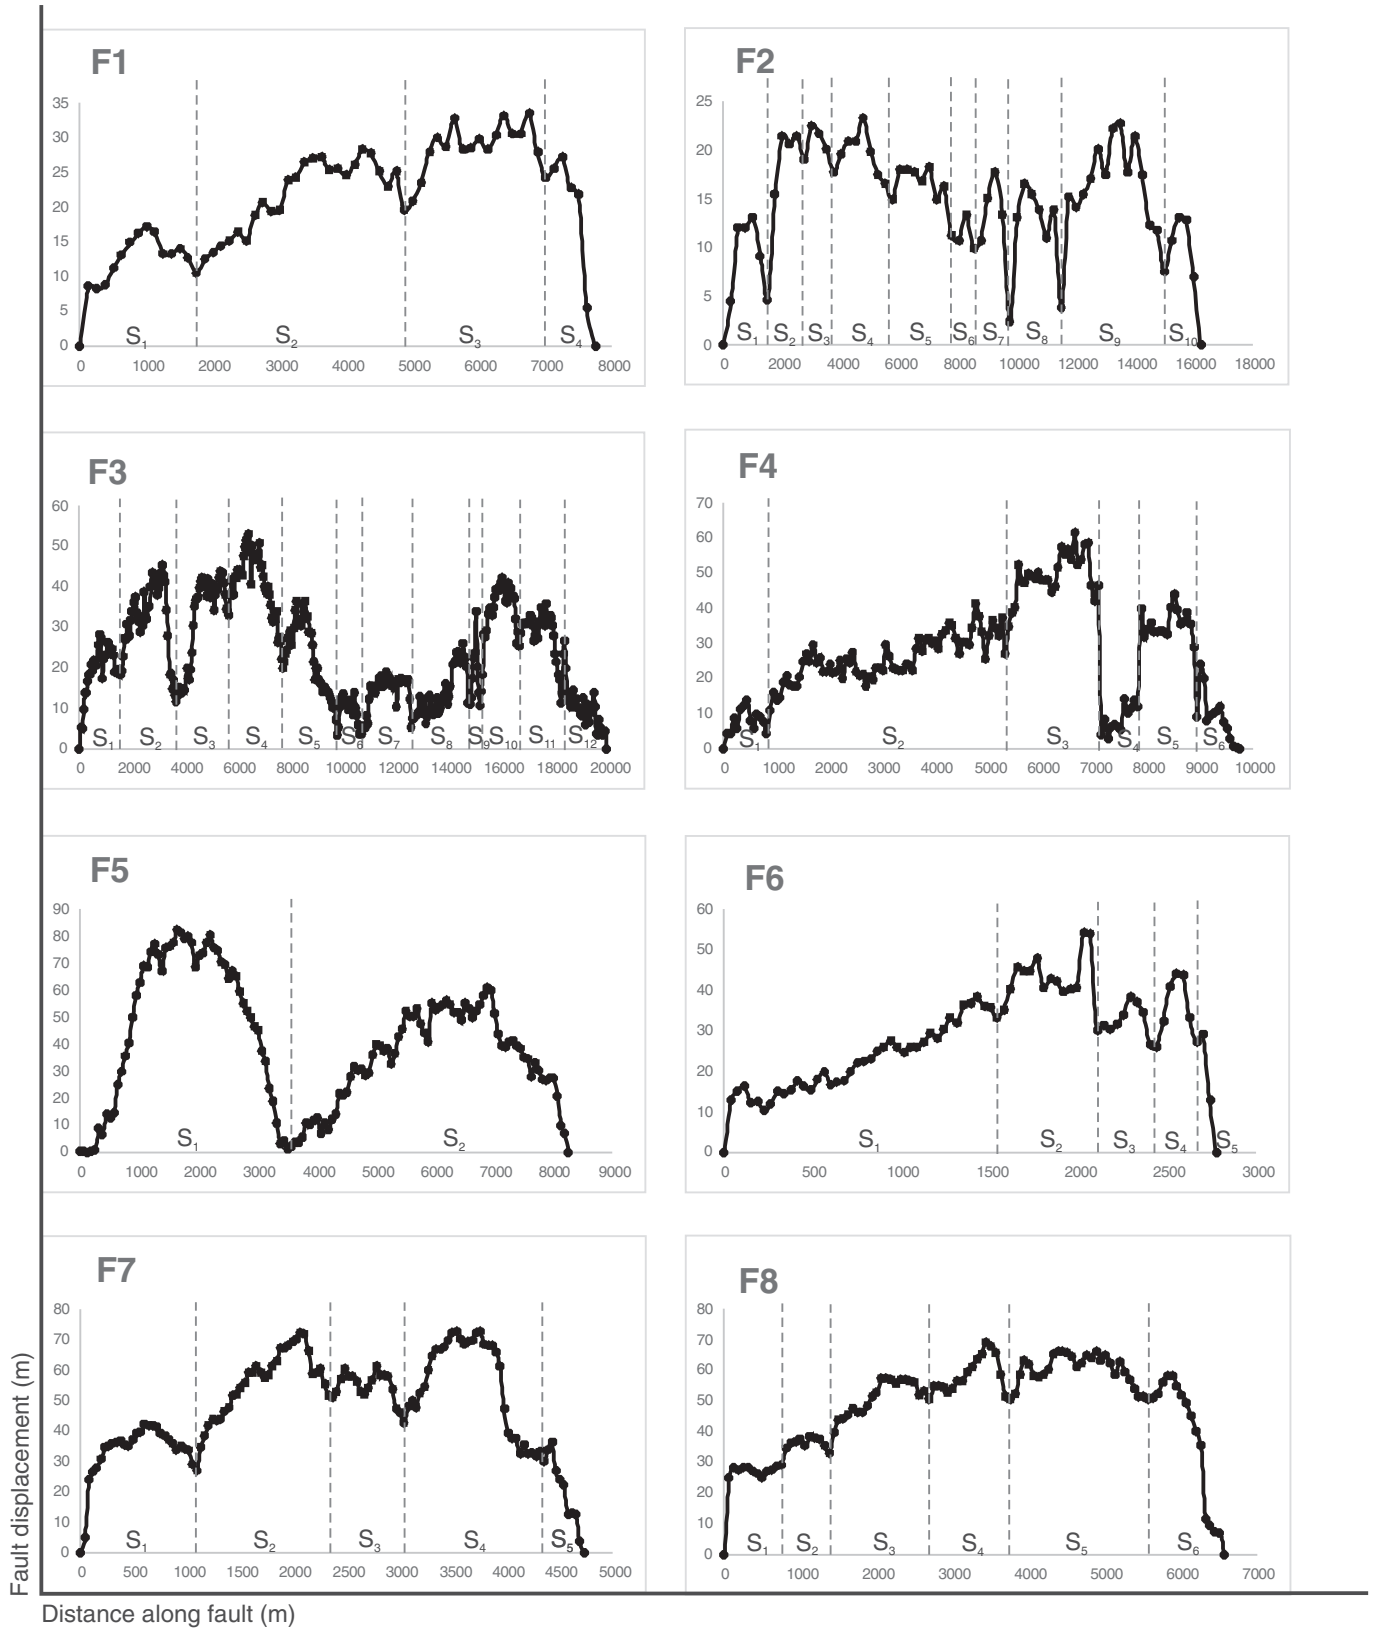 F1
35
30
25
20
15
10
5
0
S1 S2 S3 S4
0 1000 2000 3000 4000 5000 6000 7000 8000
F2
25
20
15
10
5
0
S1 S2 S3 S4 S5 S6 S7 S8 S9 S10
0 2000 4000 6000 8000 10000 12000 14000 16000 18000
F3
60
50
40
30
20
10
0
S1 S2 S3 S4 S5 S6 S7 S8 S9 S10 S11 S12
0 2000 4000 6000 8000 10000 12000 14000 16000 18000 20000
F4
70
60
50
40
30
20
10
0
S1 S2 S3 S4 S5 S6
0 1000 2000 3000 4000 5000 6000 7000 8000 9000 10000
F5
90
80
70
60
50
40
30
20
10
0
S1 S2
0 1000 2000 3000 4000 5000 6000 7000 8000 9000
F6
60
50
40
30
20
10
0
S1 S2 S3 S4 S5
0 500 1000 1500 2000 2500 3000
F7
80
70
60
50
40
30
20
10
0
S1 S2 S3 S4 S5
0 500 1000 1500 2000 2500 3000 3500 4000 4500 5000
F8
80
70
60
50
40
30
20
10
0
S1 S2 S3 S4 S5 S6
0 1000 2000 3000 4000 5000 6000 7000
Fault displacement (m)
Distance along fault (m)